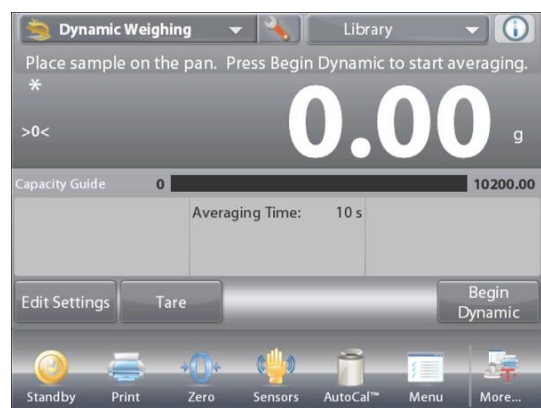 Dynamic Weighing
Library
Place sample on the pan. Press Begin Dynamic to start averaging.
*
>0<
0.00 g
Capacity Guide 0 10200.00
Averaging Time: 10 s
Edit Settings
Tare
Begin
Dynamic
→0←
Standby Print Zero Sensors AutoCal™ Menu More...